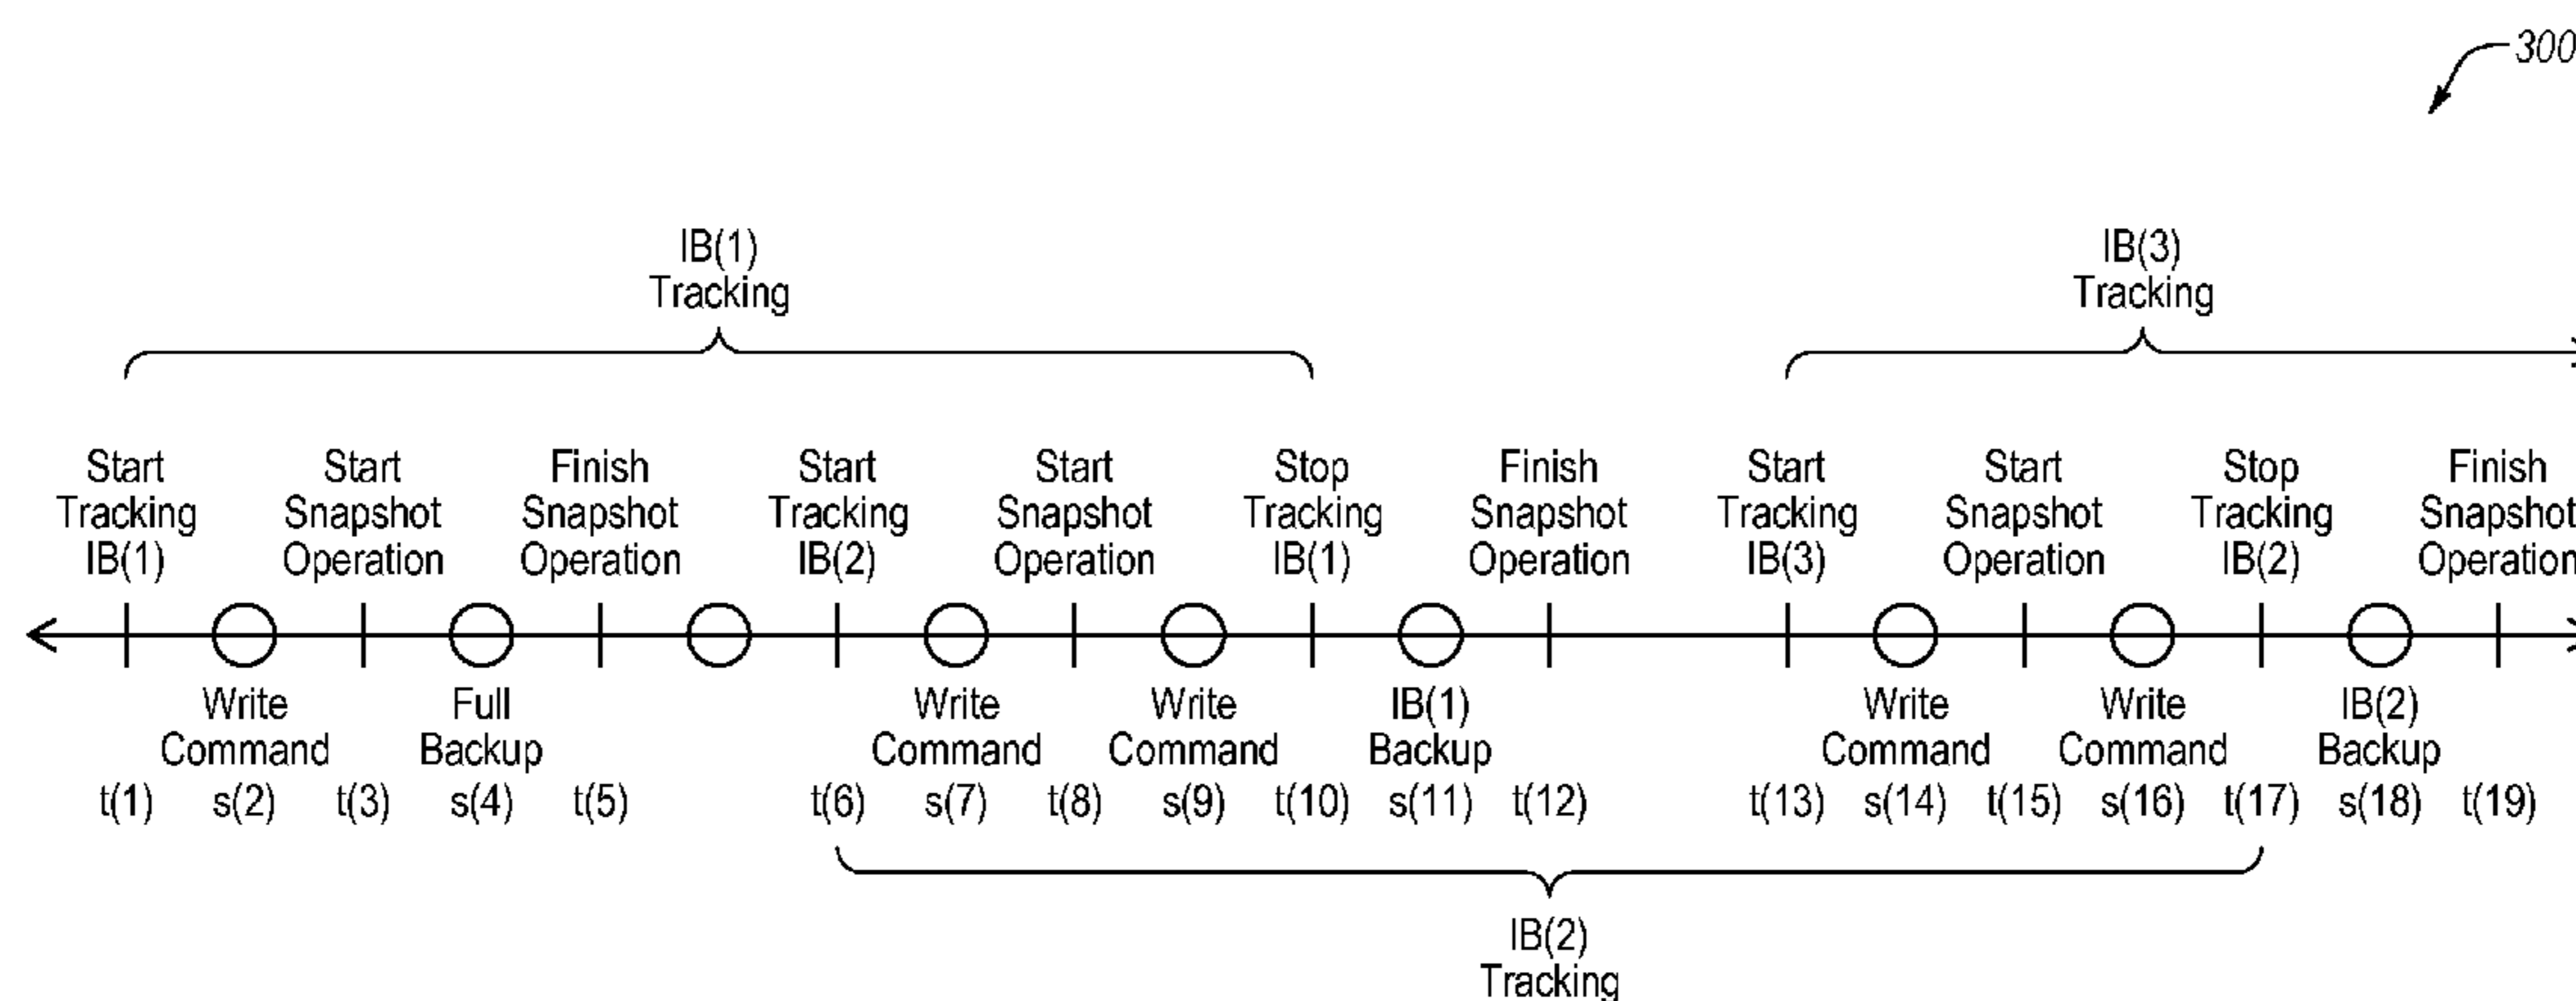 300
IB(1)
Tracking
IB(3)
Tracking
Start
Tracking
IB(1)
Start
Snapshot
Operation
Finish
Snapshot
Operation
Start
Tracking
IB(2)
Start
Snapshot
Operation
Stop
Tracking
IB(1)
Finish
Snapshot
Operation
Start
Tracking
IB(3)
Start
Snapshot
Operation
Stop
Tracking
IB(2)
Finish
Snapshot
Operation
Write
Command
Full
Backup
Write
Command
Write
Command
IB(1)
Backup
Write
Command
Write
Command
IB(2)
Backup
t(1) s(2) t(3) s(4) t(5) t(6) s(7) t(8) s(9) t(10) s(11) t(12) t(13) s(14) t(15) s(16) t(17) s(18) t(19)
IB(2)
Tracking